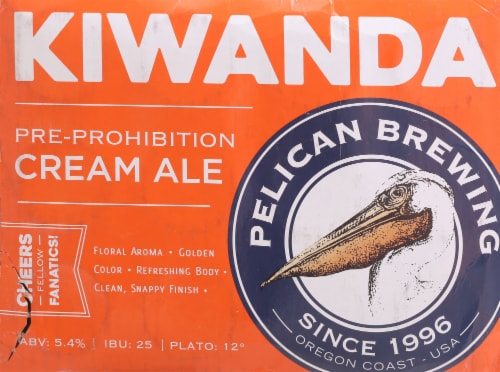 KIWANDA
PRE-PROHIBITION
CREAM ALE
CHEERS
FELLOW
FANATICS!
FLORAL AROMA • GOLDEN
COLOR • REFRESHING BODY •
CLEAN, SNAPPY FINISH •
ABV: 5.4% | IBU: 25 | PLATO: 12°
PELICAN BREWING
SINCE 1996
OREGON COAST - USA